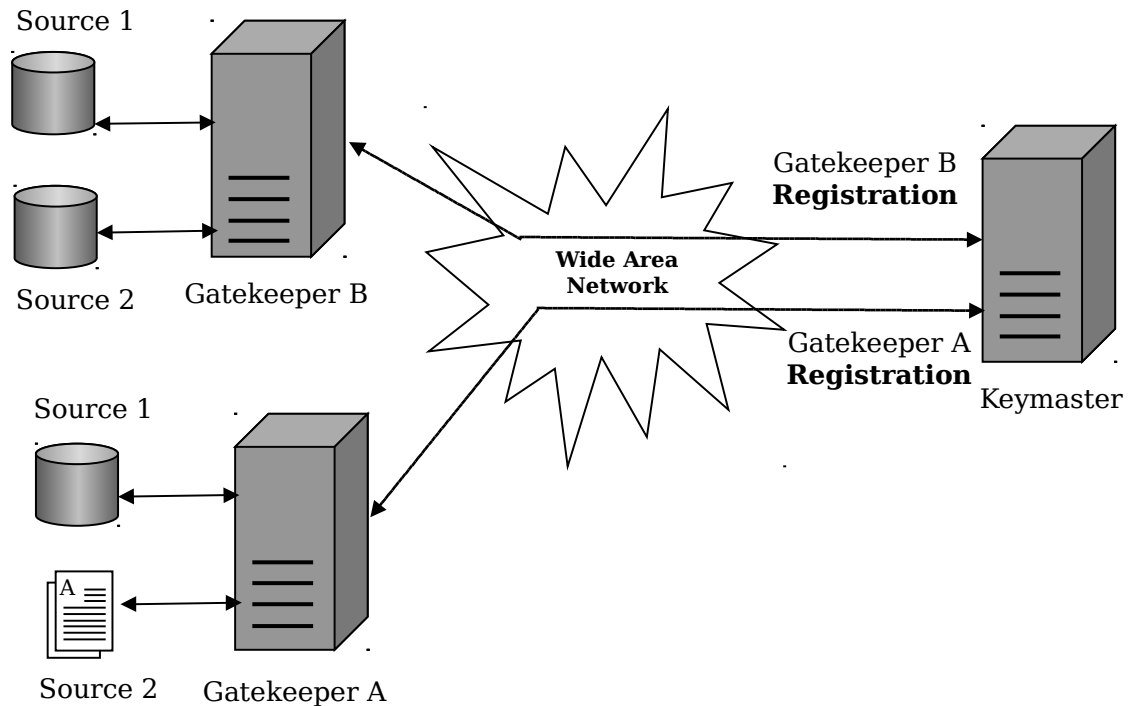 Source 1
Source 2
Gatekeeper B
Wide Area
Network
Gatekeeper B
Registration
Gatekeeper A
Registration
Keymaster
Source 1
A
Source 2
Gatekeeper A